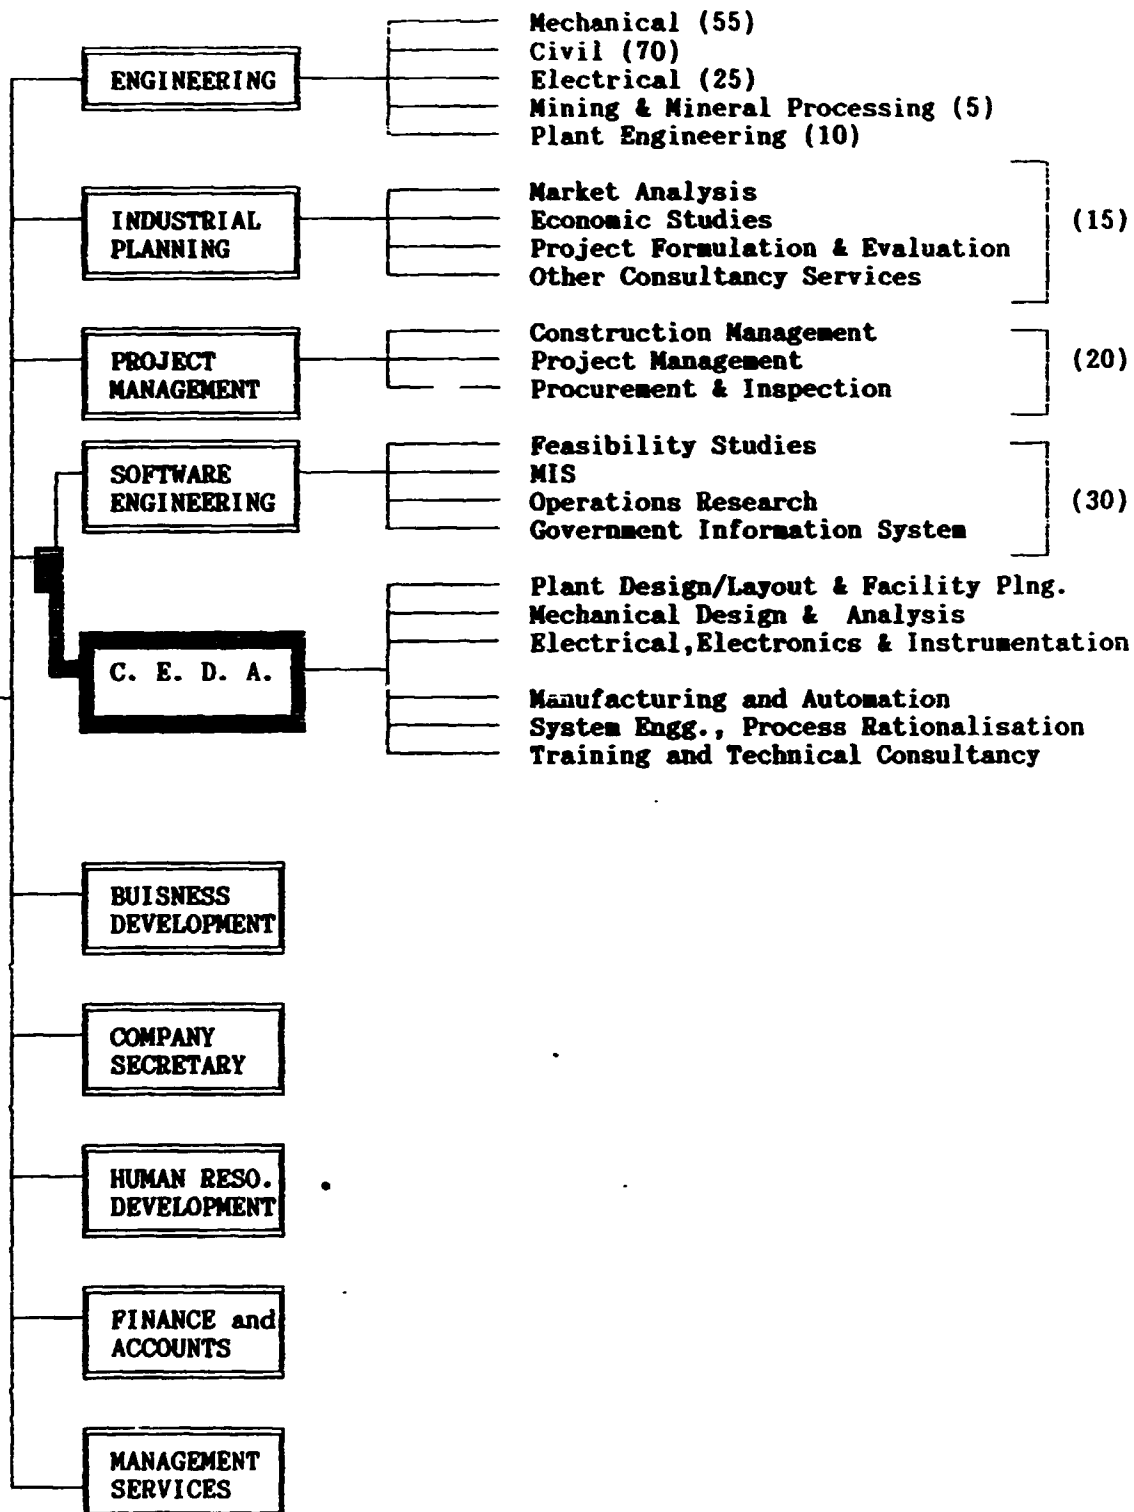 Mechanical (55)
Civil (70)
ENGINEERING
Electrical (25)
Mining & Mineral Processing (5)
Plant Engineering (10)
Market Analysis
INDUSTRIAL
PLANNING
Economic Studies
(15)
Project Formulation & Evaluation
Other Consultancy Services
Construction Management
PROJECT
MANAGEMENT
Project Management
(20)
Procurement & Inspection
Feasibility Studies
SOFTWARE
ENGINEERING
MIS
Operations Research
(30)
Government Information System
Plant Design/Layout & Facility Plng.
Mechanical Design & Analysis
Electrical,Electronics & Instrumentation
C. E. D. A.
Manufacturing and Automation
System Engg., Process Rationalisation
Training and Technical Consultancy
BUISNESS
DEVELOPMENT
COMPANY
SECRETARY
HUMAN RESO.
DEVELOPMENT
FINANCE and
ACCOUNTS
MANAGEMENT
SERVICES